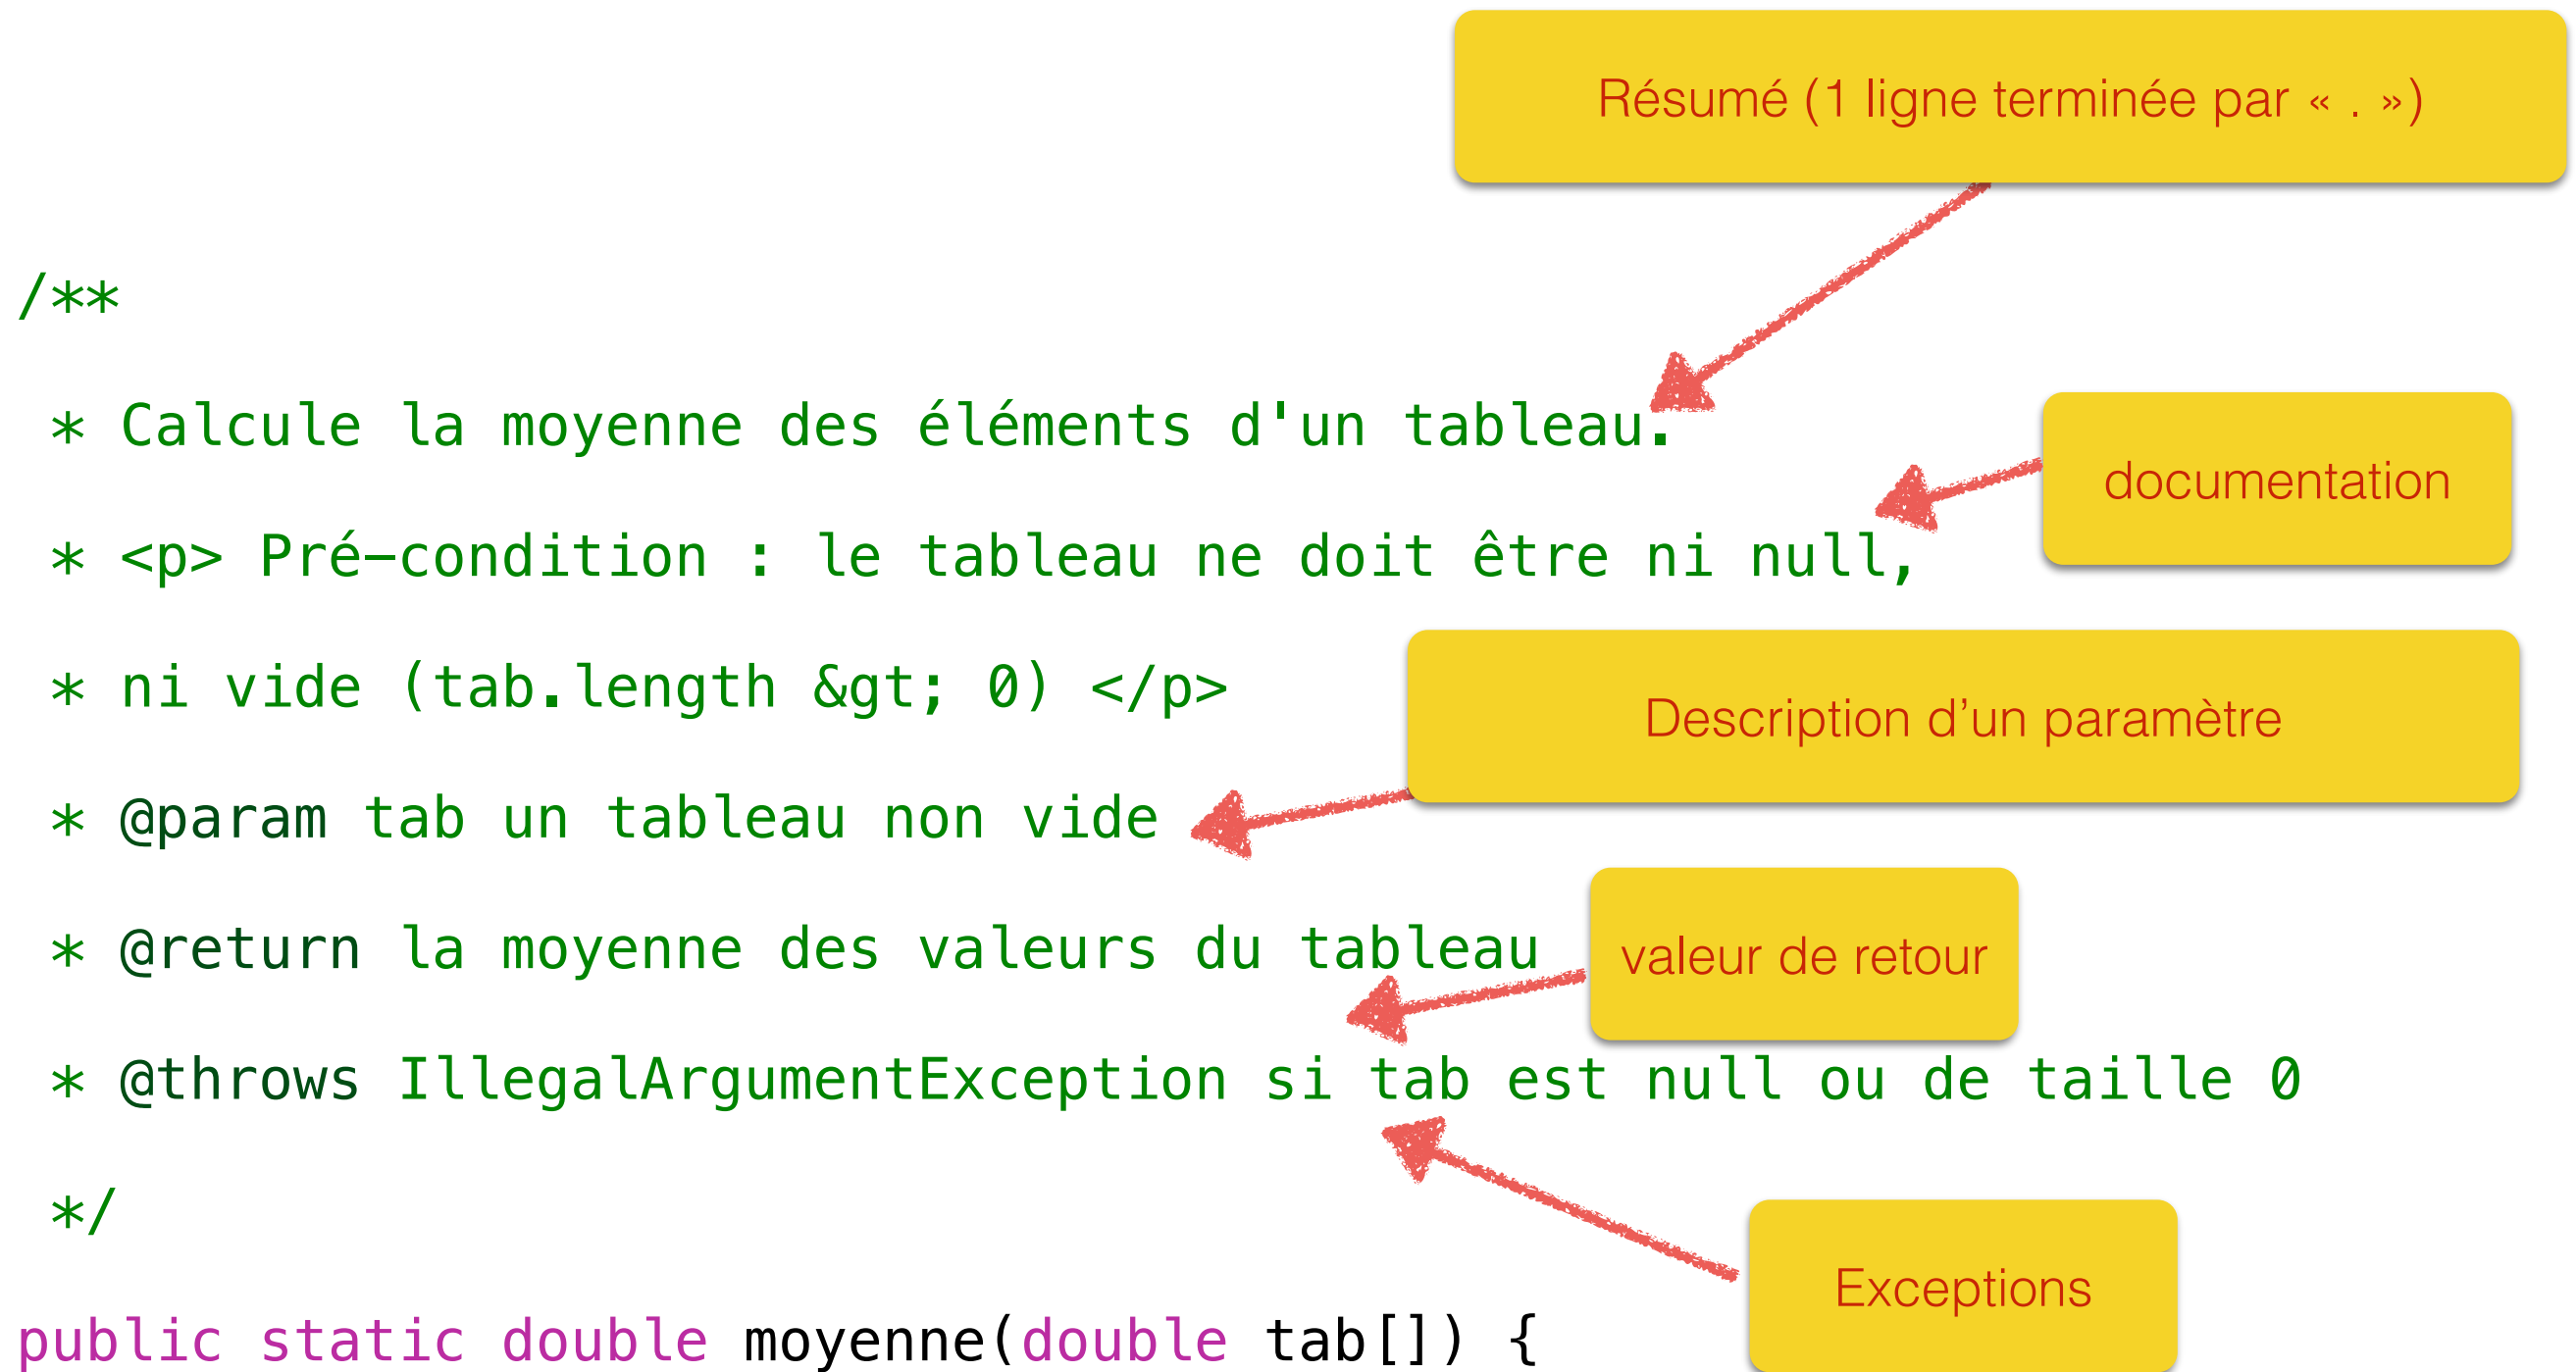 Résumé (1 ligne terminée par « . »)
/**
* Calcule la moyenne des éléments d'un tableau.
documentation
* <p> Pré-condition : le tableau ne doit être ni null,
* ni vide (tab.length &gt; 0) </p>
Description d’un paramètre
* @param tab un tableau non vide
* @return la moyenne des valeurs du tableau
valeur de retour
* @throws IllegalArgumentException si tab est null ou de taille 0
*/
Exceptions
public static double moyenne(double tab[]) {